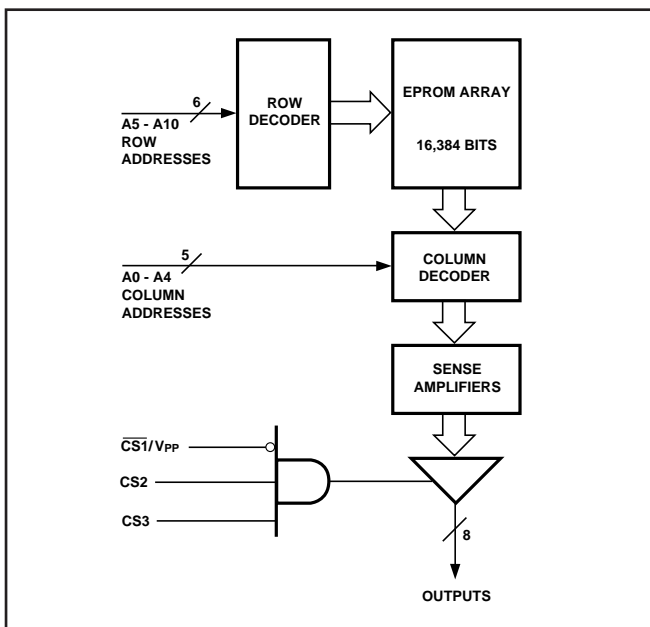 6
A5 - A10
ROW
ADDRESSES
ROW
DECODER
EPROM ARRAY
16,384 BITS
5
A0 - A4
COLUMN
ADDRESSES
COLUMN
DECODER
SENSE
AMPLIFIERS
C̅S̅1̅/VPP
CS2
CS3
8
OUTPUTS